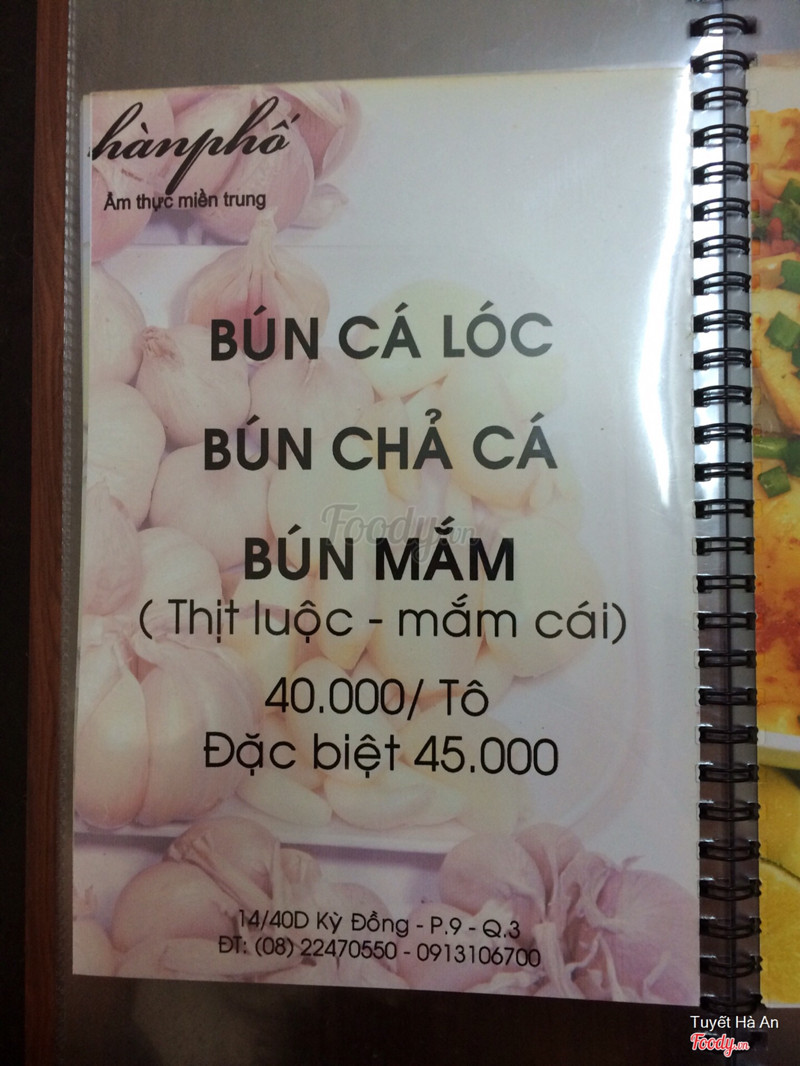 hànphố
Ẩm thực miền trung
BÚN CÁ LÓC
BÚN CHẢ CÁ
Foody.vn
BÚN MẮM
( Thịt luộc - mắm cái)
40.000/ Tô
Đặc biệt 45.000
14/40D Kỳ Đồng - P.9 - Q.3
ĐT: (08) 22470550 - 0913106700
Tuyết Hà An
Foody.vn